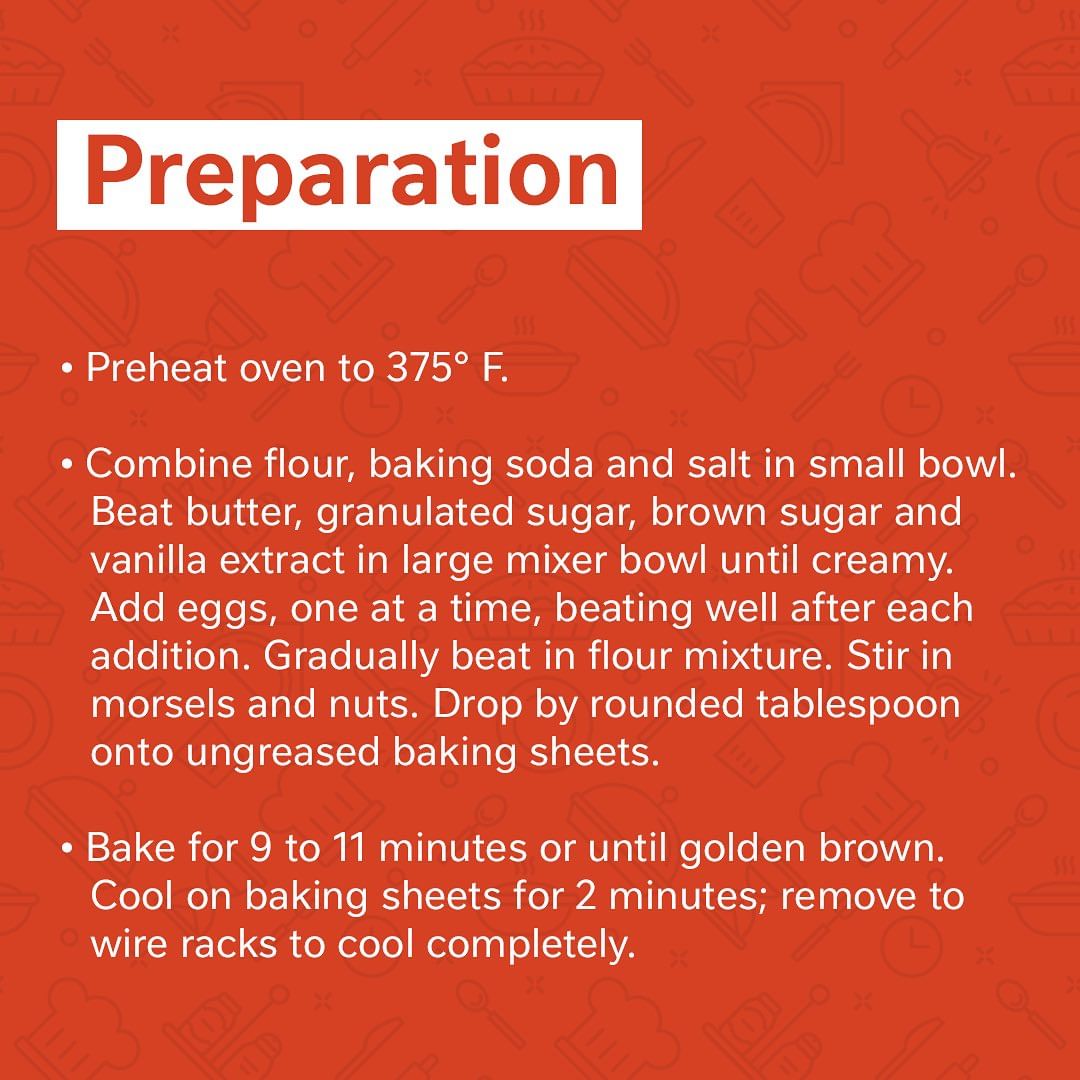 Preparation
• Preheat oven to 375° F.
• Combine flour, baking soda and salt in small bowl.
Beat butter, granulated sugar, brown sugar and
vanilla extract in large mixer bowl until creamy.
Add eggs, one at a time, beating well after each
addition. Gradually beat in flour mixture. Stir in
morsels and nuts. Drop by rounded tablespoon
onto ungreased baking sheets.
• Bake for 9 to 11 minutes or until golden brown.
Cool on baking sheets for 2 minutes; remove to
wire racks to cool completely.